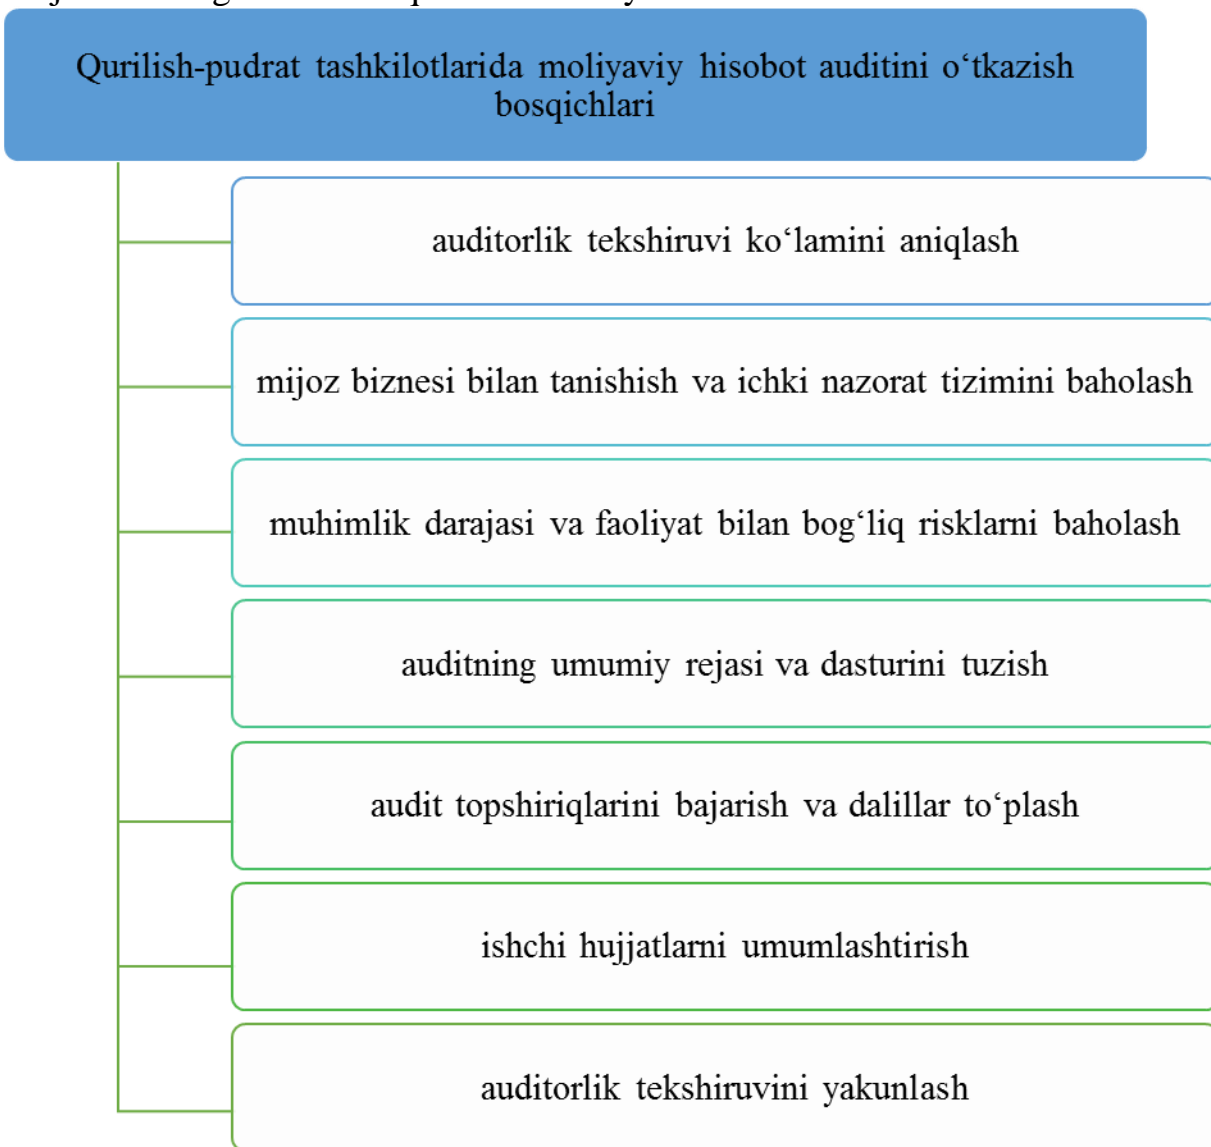 Qurilish-pudrat tashkilotlarida moliyaviy hisobot auditini o‘tkazish
bosqichlari
auditorlik tekshiruvi ko‘lamini aniqlash
mijoz biznesi bilan tanishish va ichki nazorat tizimini baholash
muhimlik darajasi va faoliyat bilan bog‘liq risklarni baholash
auditning umumiy rejasi va dasturini tuzish
audit topshiriqlarini bajarish va dalillar to‘plash
ishchi hujjatlarni umumlashtirish
auditorlik tekshiruvini yakunlash